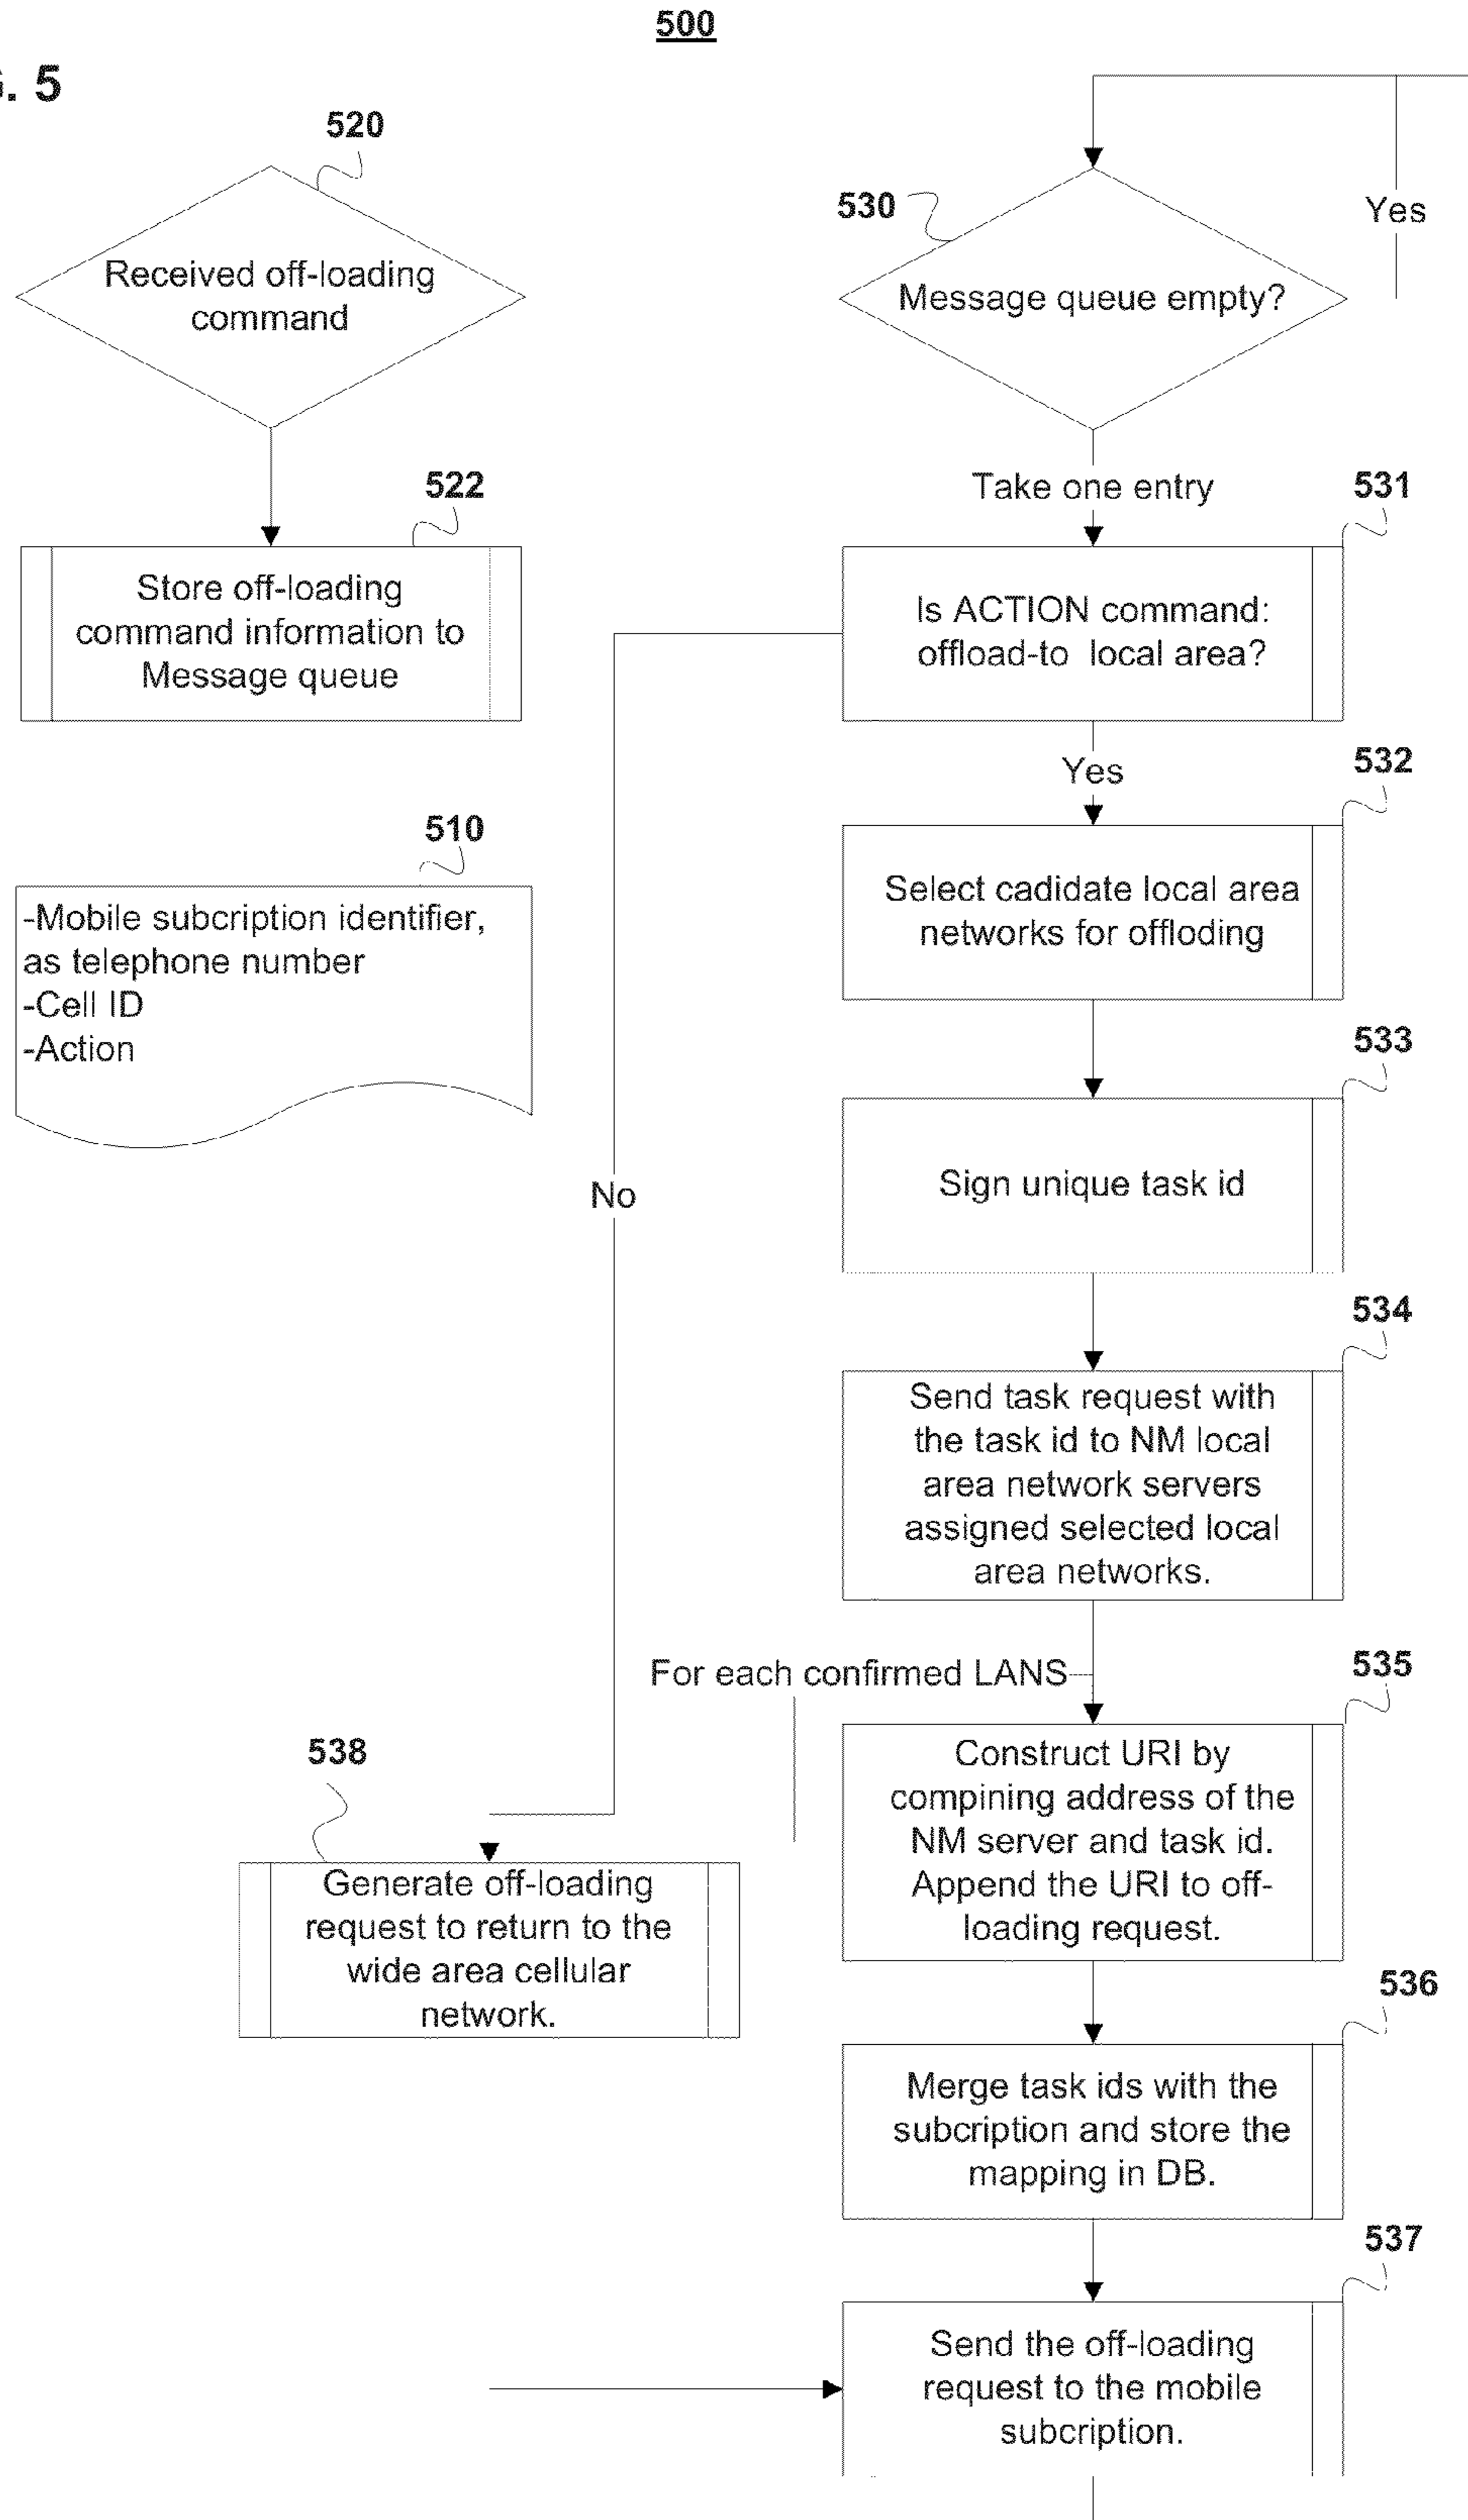 500
. 5
520
Received off-loading
command
522
Store off-loading
command information to
Message queue
510
-Mobile subcription identifier,
as telephone number
-Cell ID
-Action
530
Message queue empty?
Yes
Take one entry
531
Is ACTION command:
offload-to local area?
No
Yes
532
Select cadidate local area
networks for offloding
533
Sign unique task id
534
Send task request with
the task id to NM local
area network servers
assigned selected local
area networks.
For each confirmed LANS
535
Construct URI by
compining address of the
NM server and task id.
Append the URI to off-
loading request.
538
Generate off-loading
request to return to the
wide area cellular
network.
536
Merge task ids with the
subcription and store the
mapping in DB.
537
Send the off-loading
request to the mobile
subcription.